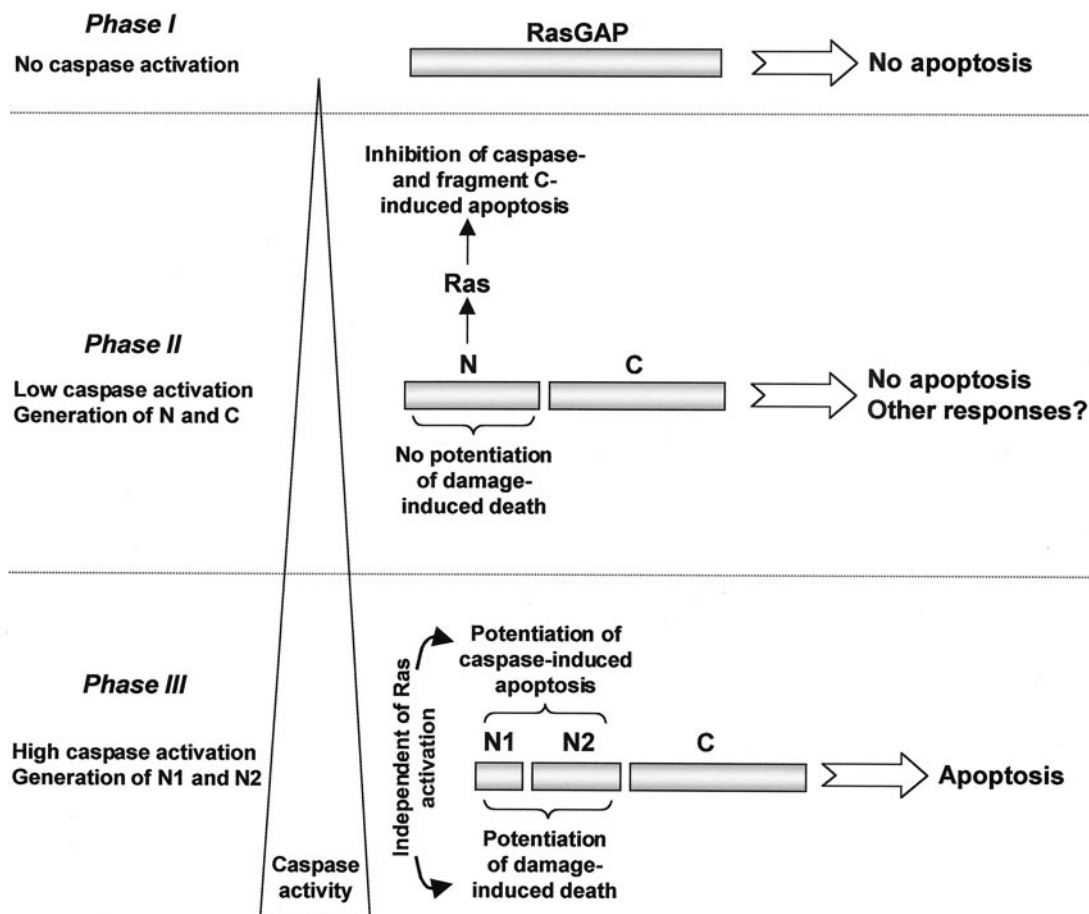 Phase I
No caspase activation
RasGAP
No apoptosis
Inhibition of caspase-
and fragment C-
induced apoptosis
Ras
Phase II
Low caspase activation
Generation of N and C
N
C
No apoptosis
Other responses?
No potentiation
of damage-
induced death
Phase III
High caspase activation
Generation of N1 and N2
Independent of Ras
activation
Potentiation of
caspase-induced
apoptosis
N1
N2
C
Apoptosis
Potentiation
of damage-
induced death
Caspase
activity